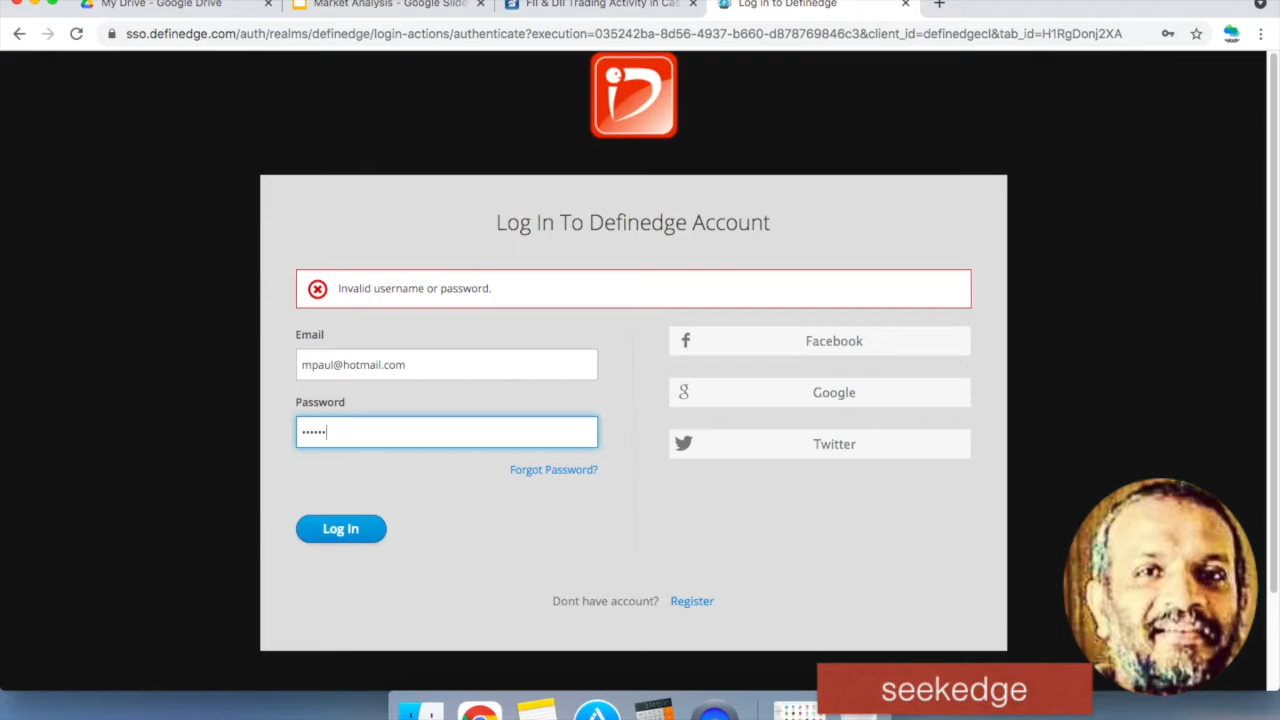 My Drive - Google Drive
Market Analysis - Google Slide
FII & DII Trading Activity in Cas
Log in to Definedge
sso.definedge.com/auth/realms/definedge/login-actions/authenticate?execution=035242ba-8d56-4937-b660-d878769846c3&client_id=definedgecl&tab_id=H1RgDonj2XA
Log In To Definedge Account
Invalid username or password.
Email
mpaul@hotmail.com
Password
Forgot Password?
Log In
Facebook
Google
Twitter
Dont have account? Register
seekedge